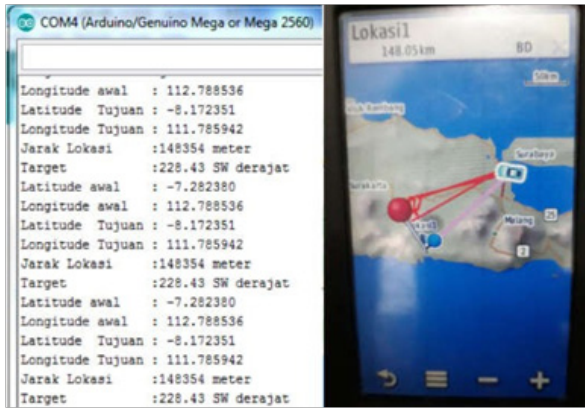 COM4 (Arduino/Genuino Mega or Mega 2560)
Longitude awal : 112.788536
Latitude Tujuan : -8.172351
Longitude Tujuan : 111.785942
Jarak Lokasi :148354 meter
Target :228.43 SW derajat
Latitude awal : -7.282380
Longitude awal : 112.788536
Latitude Tujuan : -8.172351
Longitude Tujuan : 111.785942
Jarak Lokasi :148354 meter
Target :228.43 SW derajat
Latitude awal : -7.282380
Longitude awal : 112.788536
Latitude Tujuan : -8.172351
Longitude Tujuan : 111.785942
Jarak Lokasi :148354 meter
Target :228.43 SW derajat
Lokasi1
148.05km BD
50km
Rembang
Surabaya
Surakarta
Malang
25
2